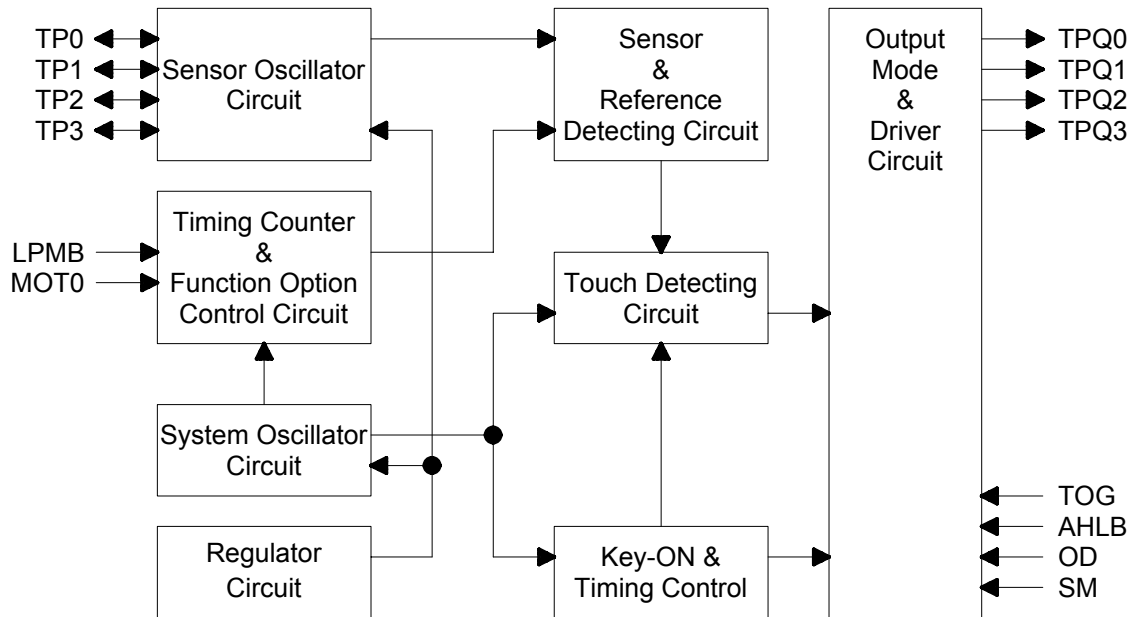 TP0
TP1
TP2
TP3
Sensor Oscillator
Circuit
Sensor
&
Reference
Detecting Circuit
Output
Mode
&
Driver
Circuit
TPQ0
TPQ1
TPQ2
TPQ3
LPMB
MOT0
Timing Counter
&
Function Option
Control Circuit
Touch Detecting
Circuit
System Oscillator
Circuit
Regulator
Circuit
Key-ON &
Timing Control
TOG
AHLB
OD
SM